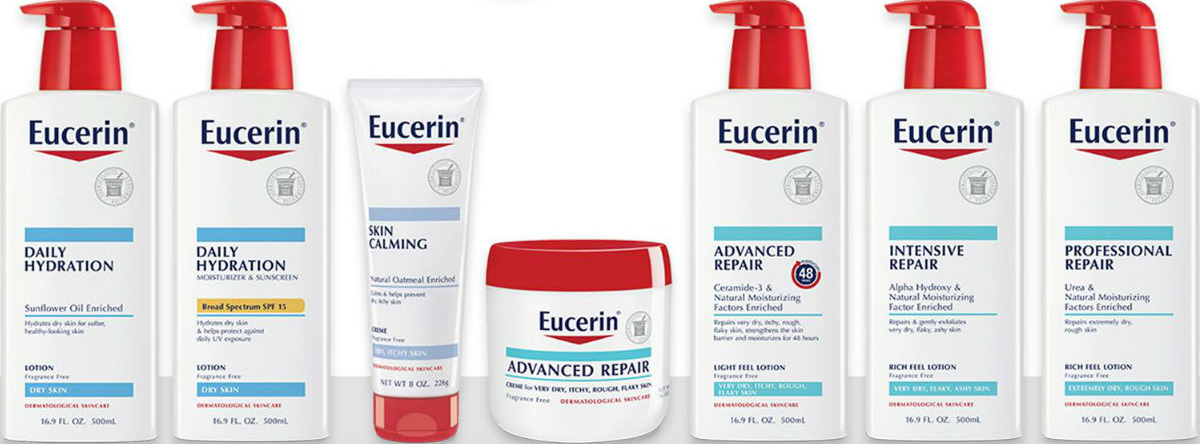 Eucerin®
DAILY
HYDRATION
Sunflower Oil Enriched
Hydrates dry skin for softer,
healthy-looking skin
LOTION
Fragrance Free
DRY SKIN
DERMATOLOGICAL SKINCARE
16.9 FL. OZ. 500mL
Eucerin®
DAILY
HYDRATION
MOISTURIZER & SUNSCREEN
Broad Spectrum SPF 15
Hydrates dry skin
& helps protect against
daily UV exposure
LOTION
Fragrance Free
DRY SKIN
DERMATOLOGICAL SKINCARE
16.9 FL. OZ. 500mL
Eucerin®
SKIN
CALMING
Natural Oatmeal Enriched
Calms & helps prevent
dry, itchy skin
CREME
Fragrance Free
DRY, ITCHY SKIN
DERMATOLOGICAL SKINCARE
NET WT 8 OZ. 226g
Eucerin®
ADVANCED REPAIR
CREME for VERY DRY, ITCHY, ROUGH, FLAKY SKIN
Fragrance Free DERMATOLOGICAL SKINCARE
Eucerin®
ADVANCED
REPAIR
48
Ceramide-3 &
Natural Moisturizing
Factors Enriched
Repairs very dry, itchy, rough,
flaky skin, strengthens the skin
barrier and moisturizes for 48 hours
LIGHT FEEL LOTION
Fragrance Free
VERY DRY, ITCHY, ROUGH,
FLAKY SKIN
DERMATOLOGICAL SKINCARE
16.9 FL. OZ. 500mL
Eucerin®
INTENSIVE
REPAIR
Alpha Hydroxy &
Natural Moisturizing
Factor Enriched
Repairs & gently exfoliates
very dry, flaky, ashy skin
RICH FEEL LOTION
Fragrance Free
VERY DRY, FLAKY, ASHY SKIN
DERMATOLOGICAL SKINCARE
16.9 FL. OZ. 500mL
Eucerin®
PROFESSIONAL
REPAIR
Urea &
Natural Moisturizing
Factors Enriched
Repairs extremely dry,
rough skin
RICH FEEL LOTION
Fragrance Free
EXTREMELY DRY, ROUGH SKIN
DERMATOLOGICAL SKINCARE
16.9 FL. OZ. 500mL